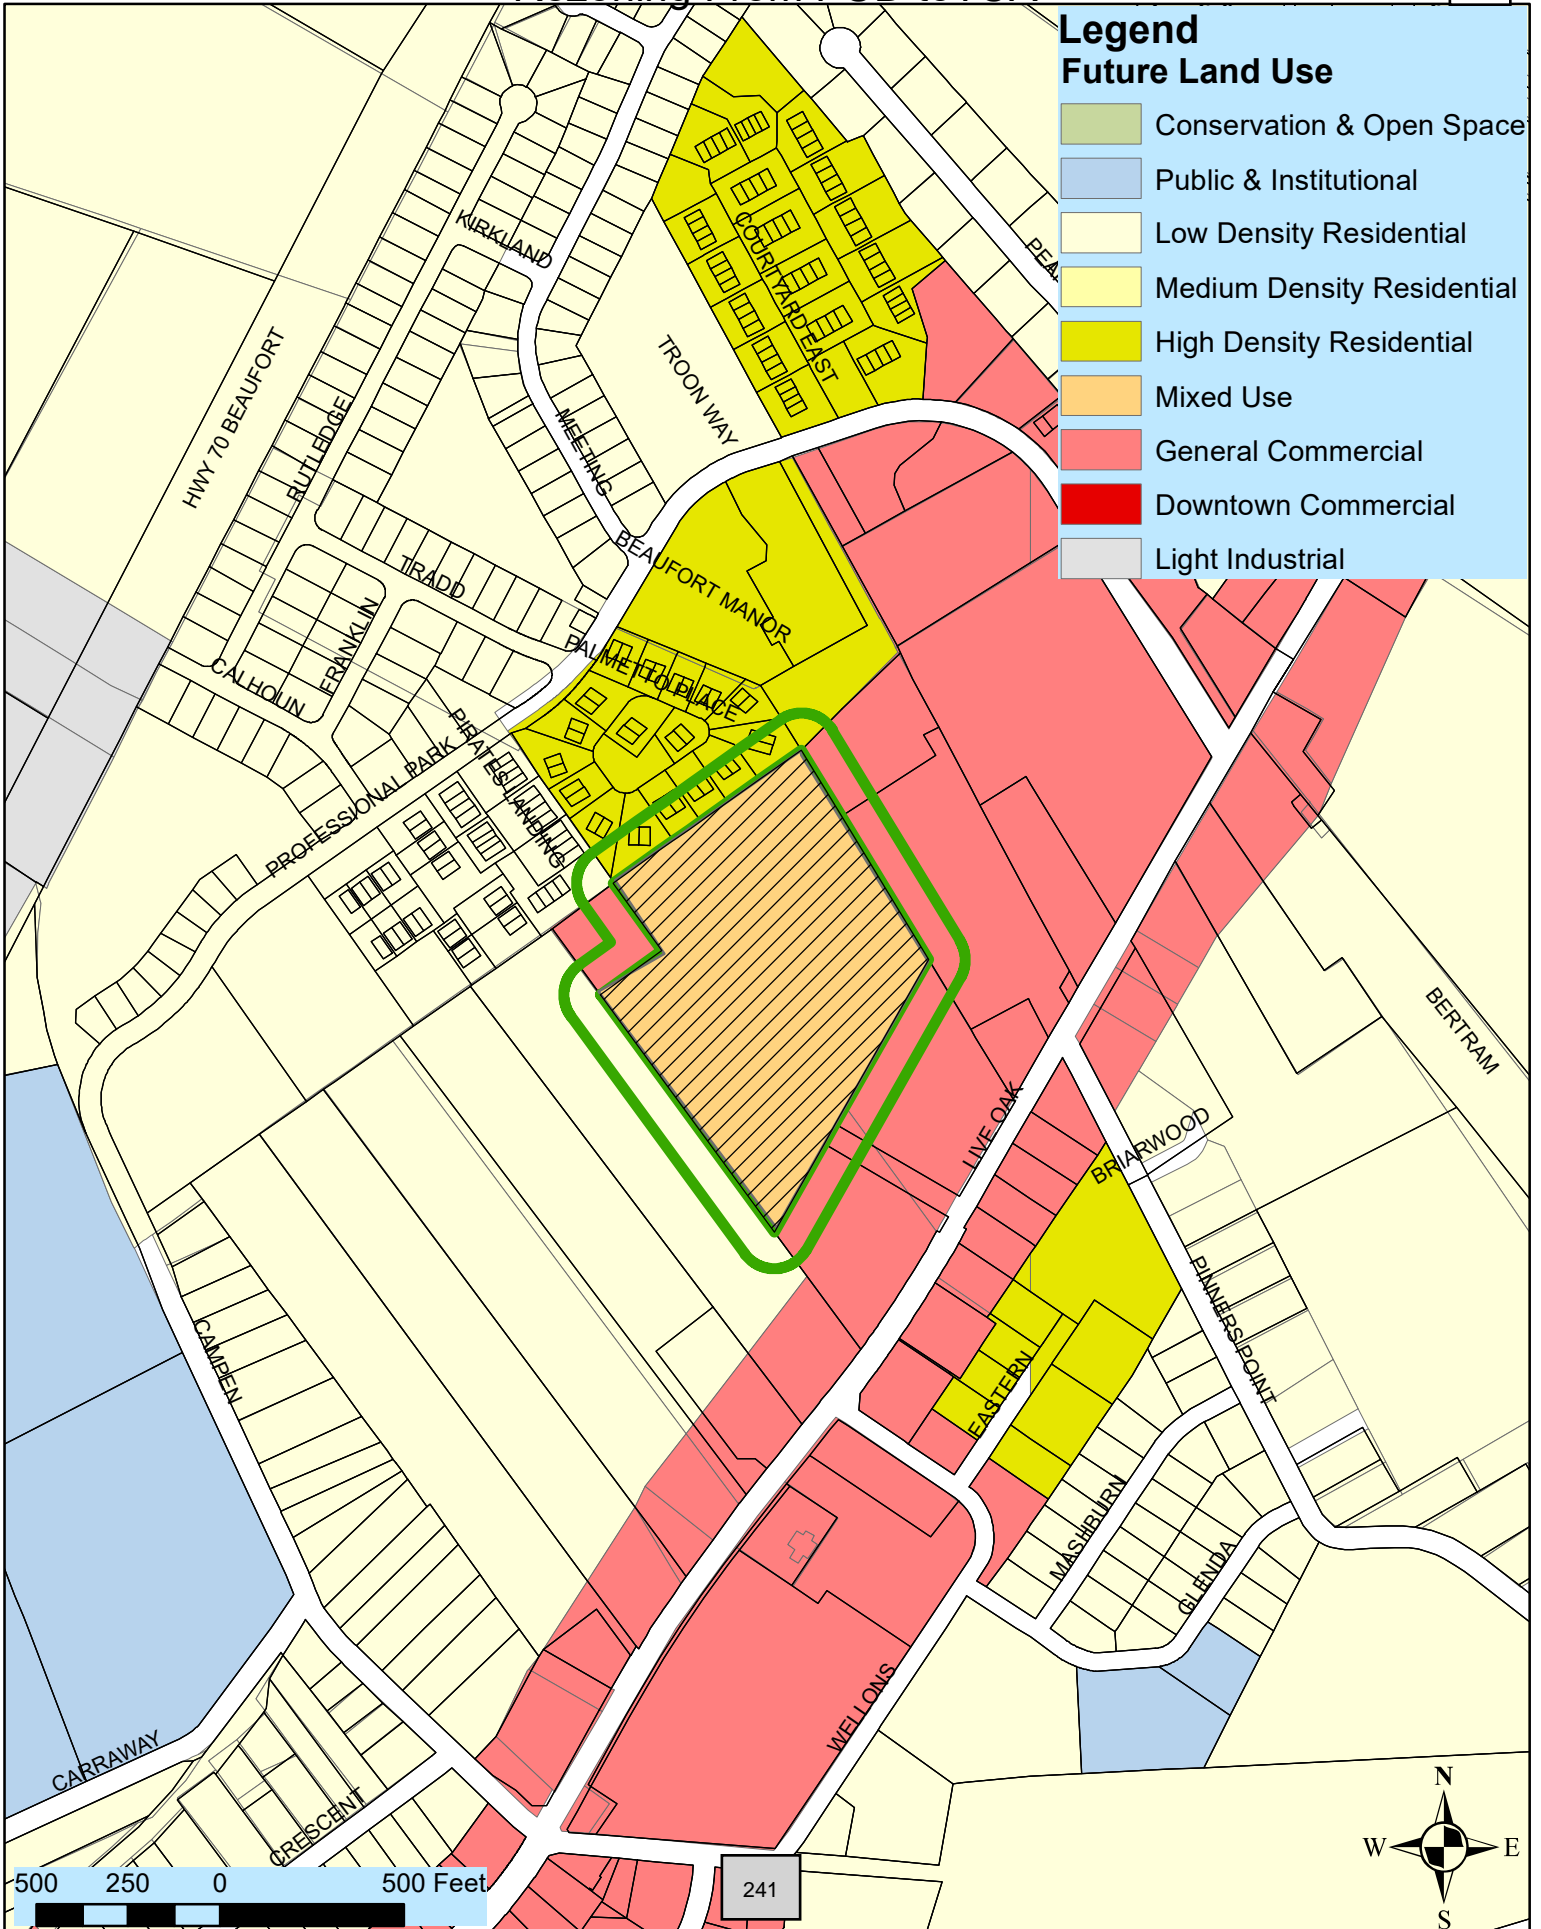 Legend
Future Land Use
Conservation & Open Space
Public & Institutional
Low Density Residential
Medium Density Residential
High Density Residential
Mixed Use
General Commercial
Downtown Commercial
Light Industrial
KIRKLAND
COURTYARD EAST
HWY 70 BEAUFORT
RUTLEDGE
TROON WAY
MEETING
BEAUFORT MANOR
TRADD
FRANKLIN
PALMETTO PLACE
CALHOUN
PIRATES LANDING
PROFESSIONAL PARK
BERTRAM
LIVE OAK
BRIARWOOD
PINNERS POINT
CAMPEN
EASTERN
MASHBURN
GLENDA
WELLONS
CARRAWAY
CRESCENT
500 250 0 500 Feet
241
N
W E
S